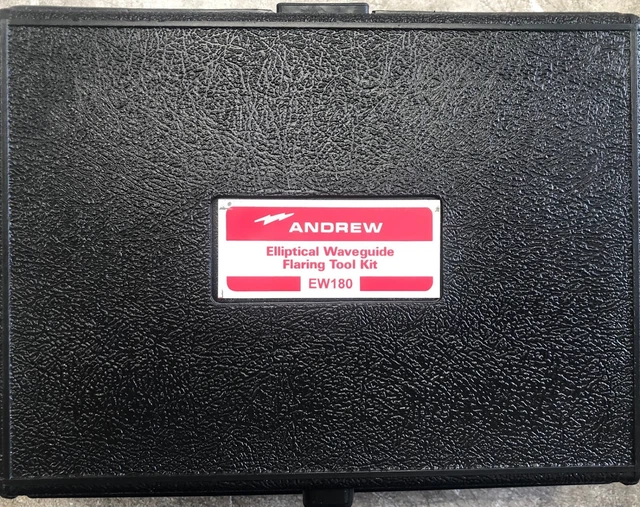 ANDREW
Elliptical Waveguide
Flaring Tool Kit
EW180